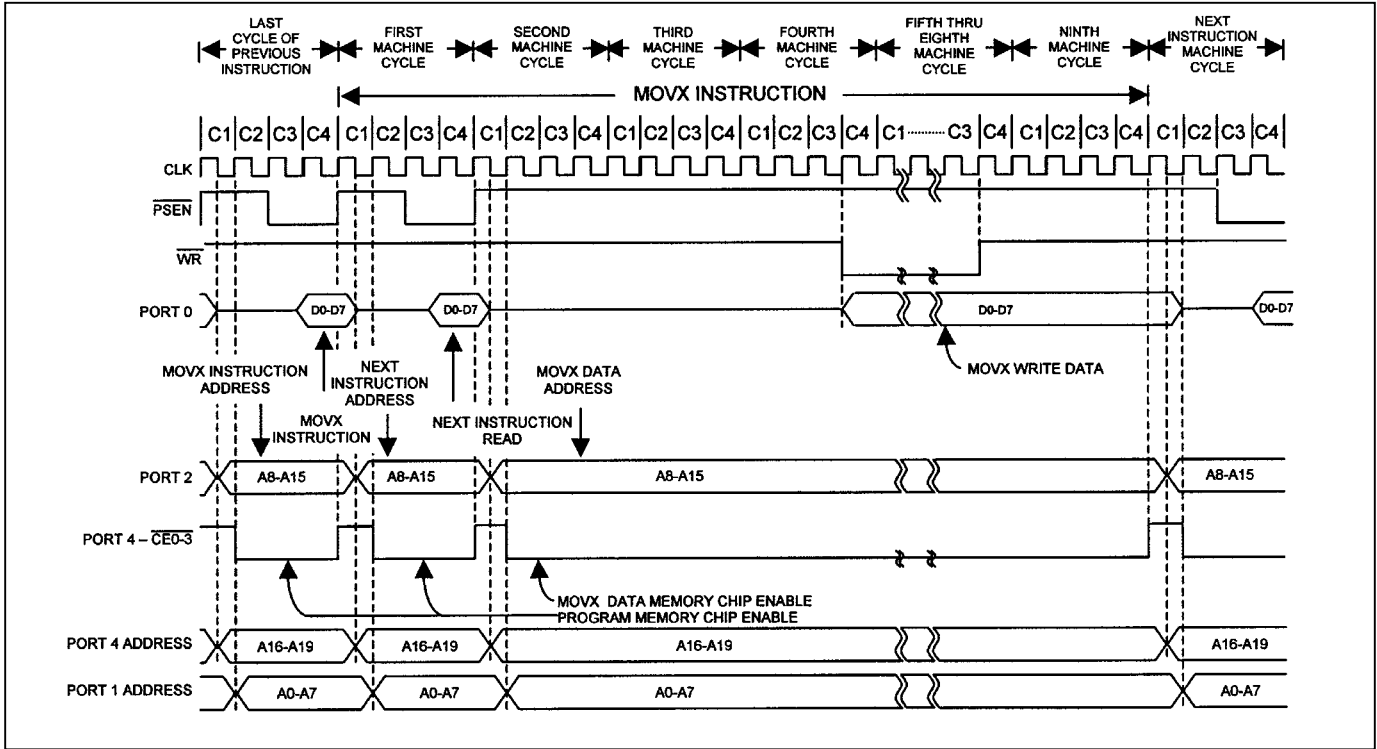 LAST
CYCLE OF
PREVIOUS
INSTRUCTION
FIRST
MACHINE
CYCLE
SECOND
MACHINE
CYCLE
THIRD
MACHINE
CYCLE
FOURTH
MACHINE
CYCLE
FIFTH THRU
EIGHTH
MACHINE
CYCLE
NINTH
MACHINE
CYCLE
NEXT
INSTRUCTION
MACHINE
CYCLE
MOVX INSTRUCTION
C1 C2 C3 C4 C1 C2 C3 C4 C1 C2 C3 C4 C1 C2 C3 C4 C1 C2 C3 C4 C1 ........ C3 C4 C1 C2 C3 C4 C1 C2 C3 C4
CLK
PSEN
WR
PORT 0 D0-D7 D0-D7 D0-D7 D0-D7
MOVX INSTRUCTION
ADDRESS
NEXT
INSTRUCTION
ADDRESS
MOVX DATA
ADDRESS
MOVX WRITE DATA
MOVX
INSTRUCTION
NEXT INSTRUCTION
READ
PORT 2 A8-A15 A8-A15 A8-A15 A8-A15
PORT 4 – CE0-3
MOVX DATA MEMORY CHIP ENABLE
PROGRAM MEMORY CHIP ENABLE
PORT 4 ADDRESS A16-A19 A16-A19 A16-A19 A16-A19
PORT 1 ADDRESS A0-A7 A0-A7 A0-A7 A0-A7